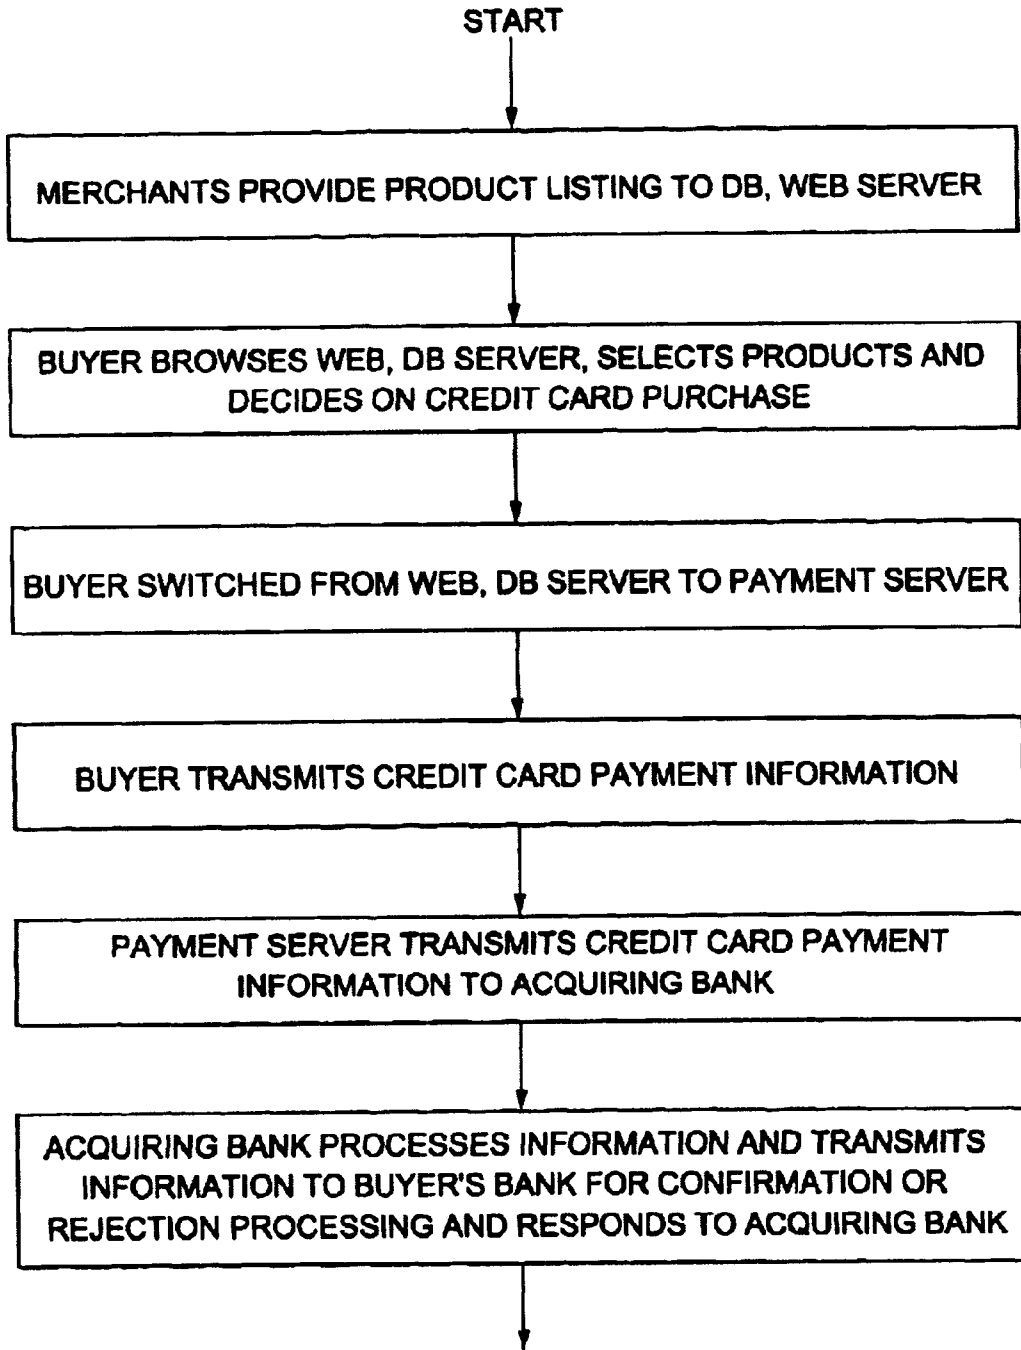 START
MERCHANTS PROVIDE PRODUCT LISTING TO DB, WEB SERVER
BUYER BROWSES WEB, DB SERVER, SELECTS PRODUCTS AND
DECIDES ON CREDIT CARD PURCHASE
BUYER SWITCHED FROM WEB, DB SERVER TO PAYMENT SERVER
BUYER TRANSMITS CREDIT CARD PAYMENT INFORMATION
PAYMENT SERVER TRANSMITS CREDIT CARD PAYMENT
INFORMATION TO ACQUIRING BANK
ACQUIRING BANK PROCESSES INFORMATION AND TRANSMITS
INFORMATION TO BUYER'S BANK FOR CONFIRMATION OR
REJECTION PROCESSING AND RESPONDS TO ACQUIRING BANK